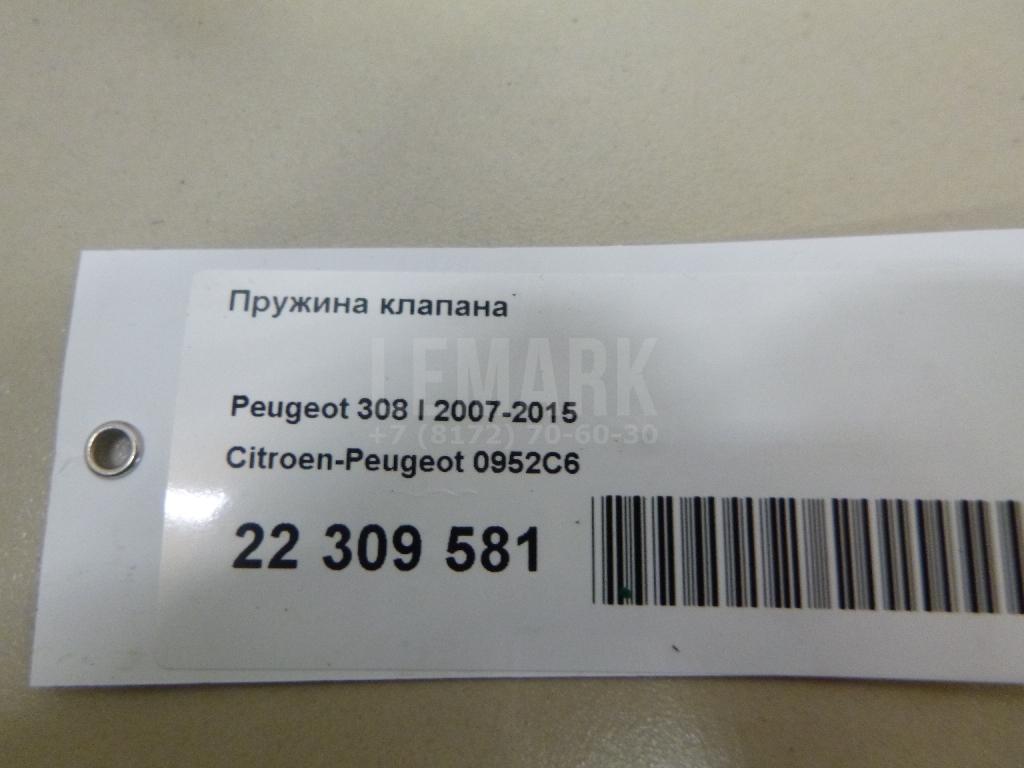 Пружина клапана
LEMARK
Peugeot 308 I 2007-2015
+7 (8172) 70-60-30
Citroen-Peugeot 0952C6
22 309 581